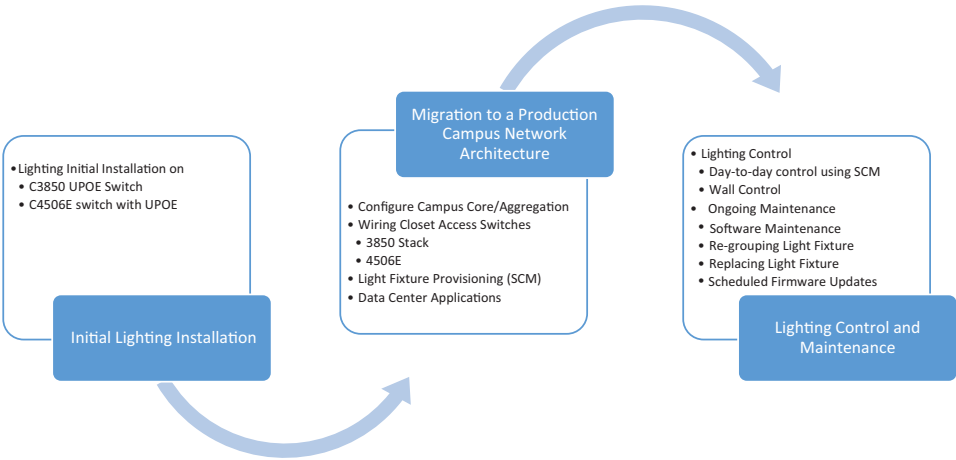 •Lighting Initial Installation on
• C3850 UPOE Switch
• C4506E switch with UPOE
Initial Lighting Installation
Migration to a Production
Campus Network
Architecture
• Configure Campus Core/Aggregation
• Wiring Closet Access Switches
• 3850 Stack
• 4506E
• Light Fixture Provisioning (SCM)
• Data Center Applications
• Lighting Control
• Day-to-day control using SCM
• Wall Control
• Ongoing Maintenance
• Software Maintenance
• Re-grouping Light Fixture
• Replacing Light Fixture
• Scheduled Firmware Updates
Lighting Control and
Maintenance